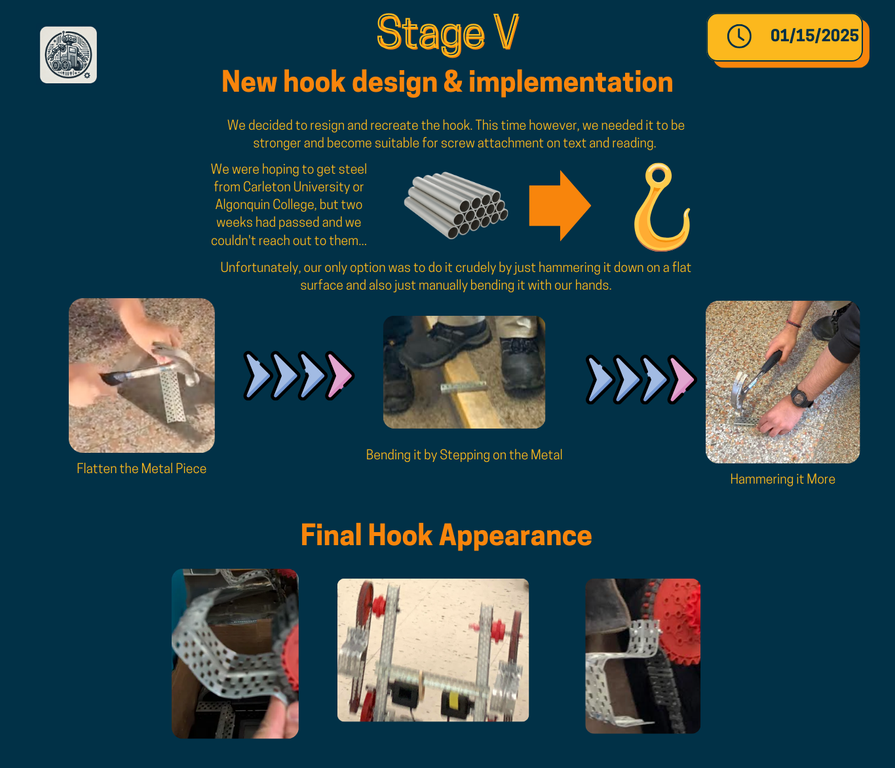 Stage V
01/15/2025
New hook design & implementation
We decided to resign and recreate the hook. This time however, we needed it to be
stronger and become suitable for screw attachment on text and reading.
We were hoping to get steel
from Carleton University or
Algonquin College, but two
weeks had passed and we
couldn't reach out to them...
Unfortunately, our only option was to do it crudely by just hammering it down on a flat
surface and also just manually bending it with our hands.
Flatten the Metal Piece
Bending it by Stepping on the Metal
Hammering it More
Final Hook Appearance